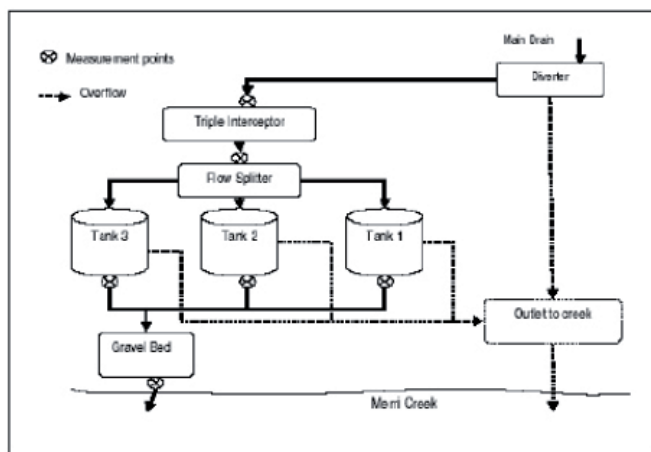 Main Drain
Measurement points
Diverter
Overflow
Triple Interceptor
Flow Splitter
Tank 3
Tank 2
Tank 1
Outlet to creek
Gravel Bed
Merri Creek